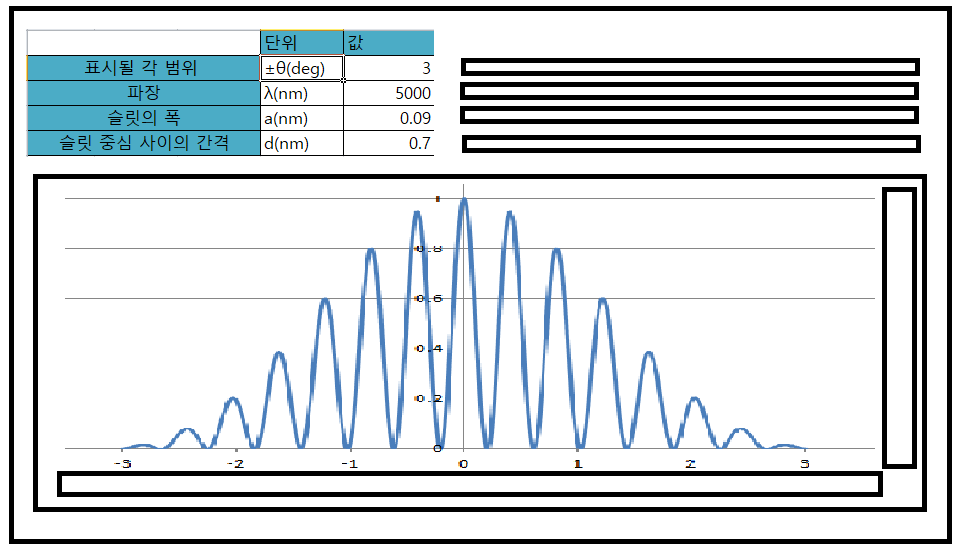 단위 값
표시될 각 범위 ±θ(deg) 3
파장 λ(nm) 5000
슬릿의 폭 a(nm) 0.09
슬릿 중심 사이의 간격 d(nm) 0.7
1
0.8
0.6
0.4
0.2
0
-3 -2 -1 0 1 2 3